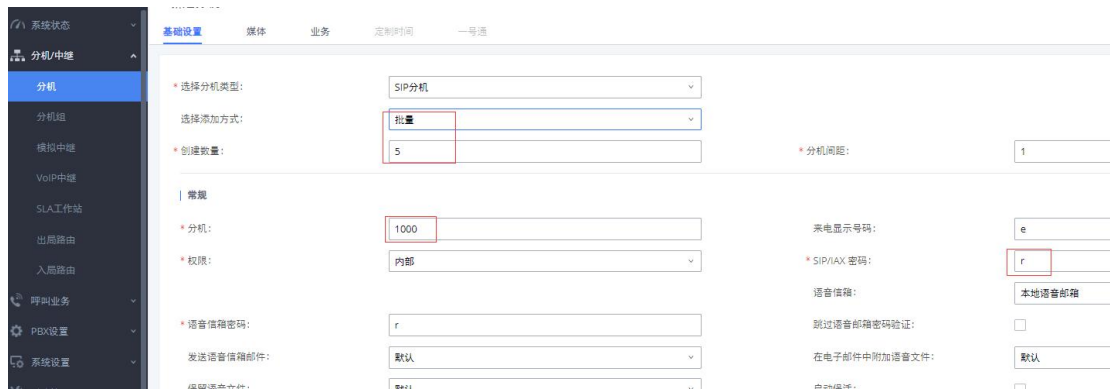 系统状态
基础设置 媒体 业务 定制时间 一号通
分机/中继
分机
* 选择分机类型: SIP分机
分机组
选择添加方式: 批量
模拟中继
* 创建数量: 5 * 分机间距: 1
VoIP中继
SLA工作站
常规
出局路由
* 分机: 1000 来电显示号码: e
入局路由
* 权限: 内部 * SIP/IAX 密码: r
语音信箱: 本地语音邮箱
呼叫业务
PBX设置
* 语音信箱密码: r 跳过语音邮箱密码验证:
系统设置
发送语音信箱邮件: 默认 在电子邮件中附加语音文件: 默认